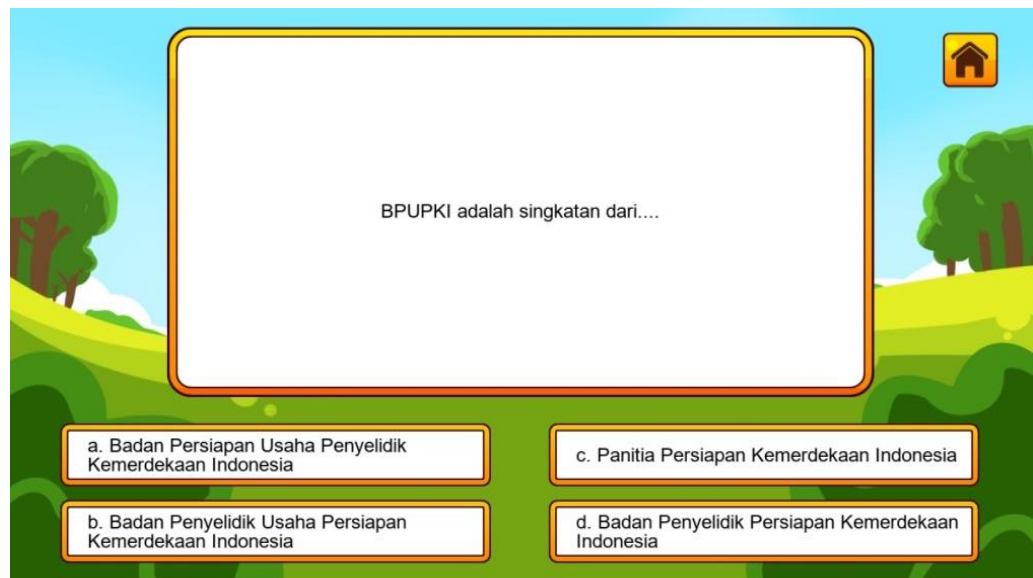 BPUPKI adalah singkatan dari....
a. Badan Persiapan Usaha Penyelidik
Kemerdekaan Indonesia
b. Badan Penyelidik Usaha Persiapan
Kemerdekaan Indonesia
c. Panitia Persiapan Kemerdekaan Indonesia
d. Badan Penyelidik Persiapan Kemerdekaan
Indonesia